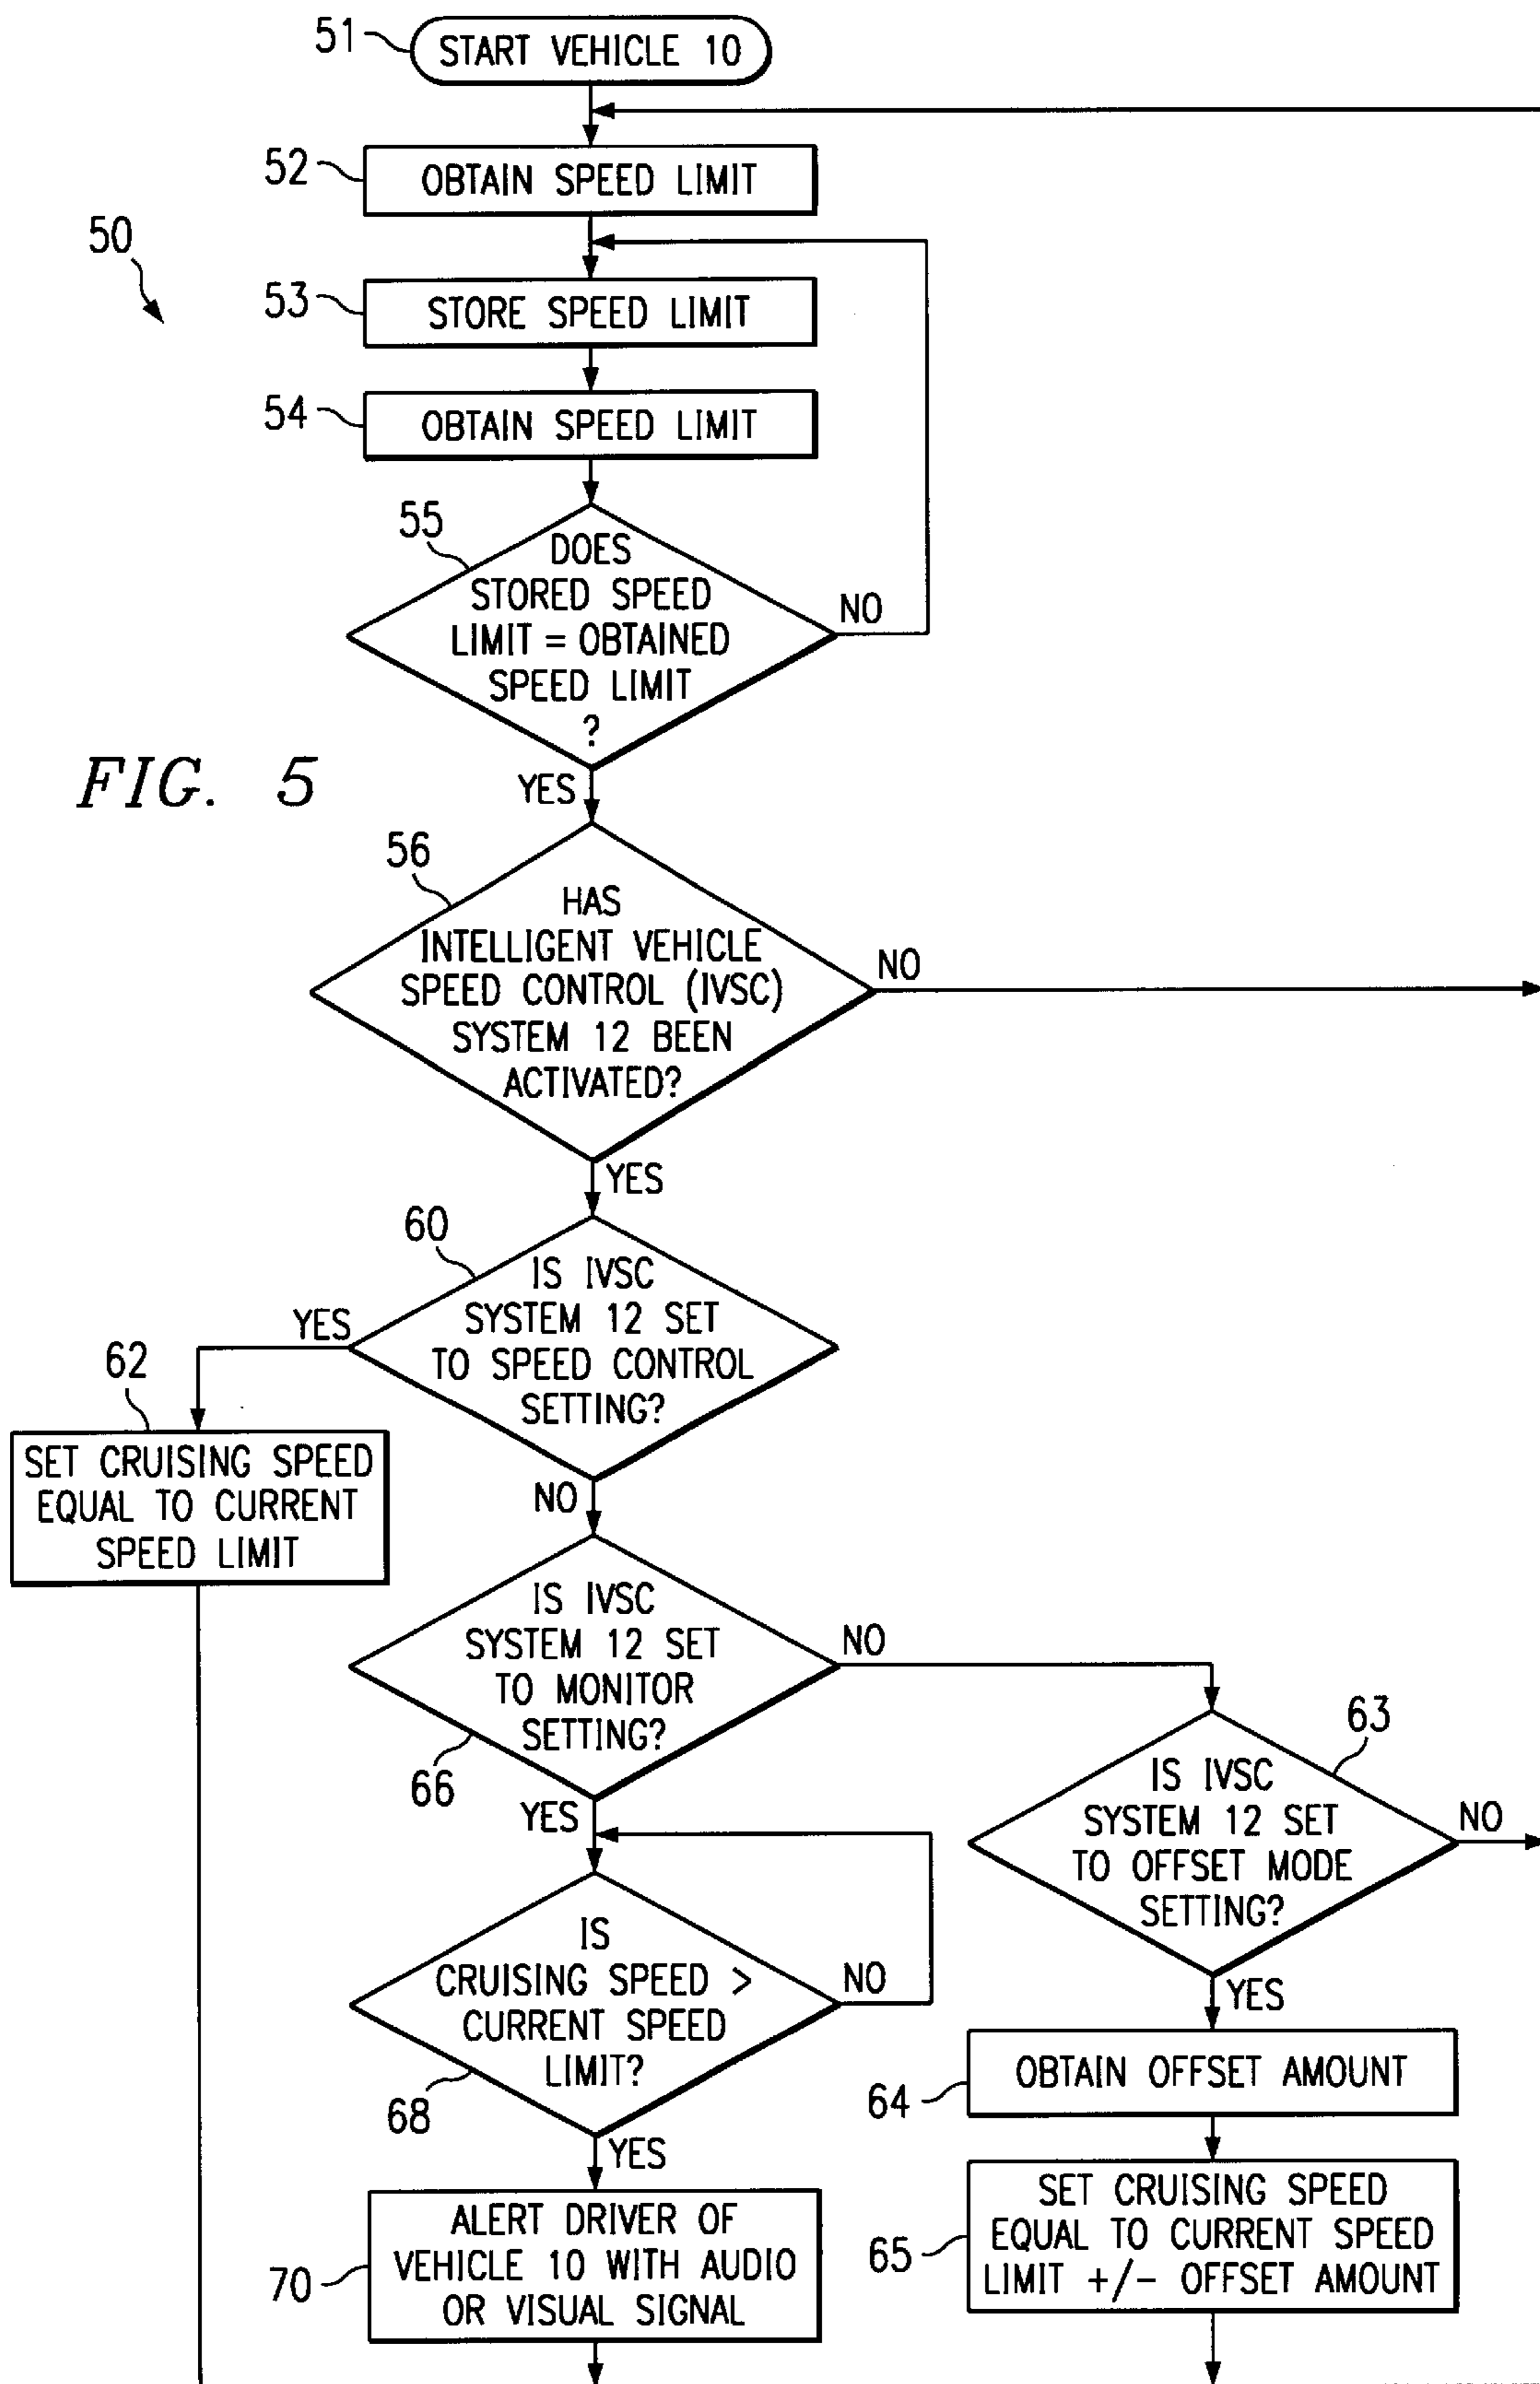 51
START VEHICLE 10
52
OBTAIN SPEED LIMIT
50
53
STORE SPEED LIMIT
54
OBTAIN SPEED LIMIT
55
DOES
STORED SPEED
LIMIT = OBTAINED
SPEED LIMIT
?
NO
FIG. 5
YES
56
HAS
INTELLIGENT VEHICLE
SPEED CONTROL (IVSC)
SYSTEM 12 BEEN
ACTIVATED?
NO
YES
60
IS IVSC
SYSTEM 12 SET
TO SPEED CONTROL
SETTING?
YES
62
SET CRUISING SPEED
EQUAL TO CURRENT
SPEED LIMIT
NO
IS IVSC
SYSTEM 12 SET
TO MONITOR
SETTING?
NO
66
YES
63
IS IVSC
SYSTEM 12 SET
TO OFFSET MODE
SETTING?
NO
IS
CRUISING SPEED >
CURRENT SPEED
LIMIT?
NO
68
YES
YES
64
OBTAIN OFFSET AMOUNT
70
ALERT DRIVER OF
VEHICLE 10 WITH AUDIO
OR VISUAL SIGNAL
65
SET CRUISING SPEED
EQUAL TO CURRENT SPEED
LIMIT +/- OFFSET AMOUNT